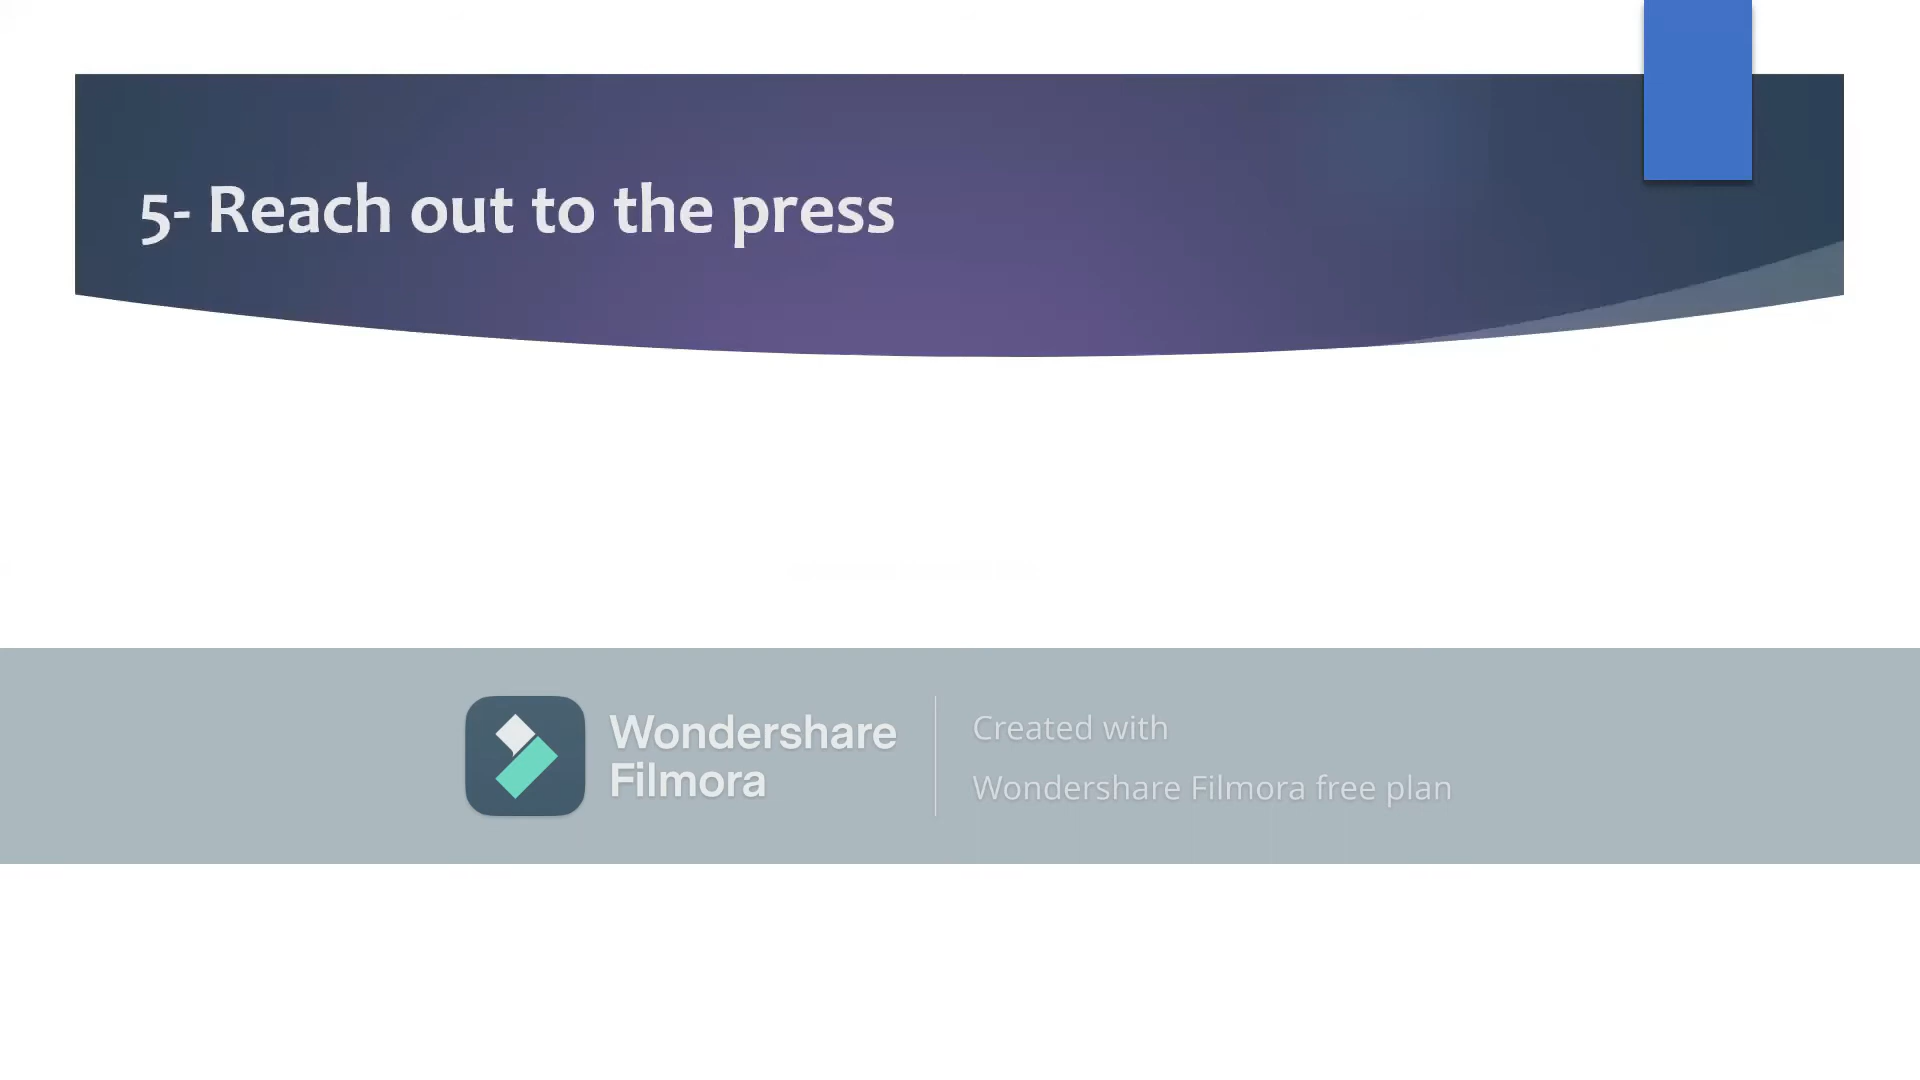 5- Reach out to the press
Wondershare
Filmora
Created with
Wondershare Filmora free plan